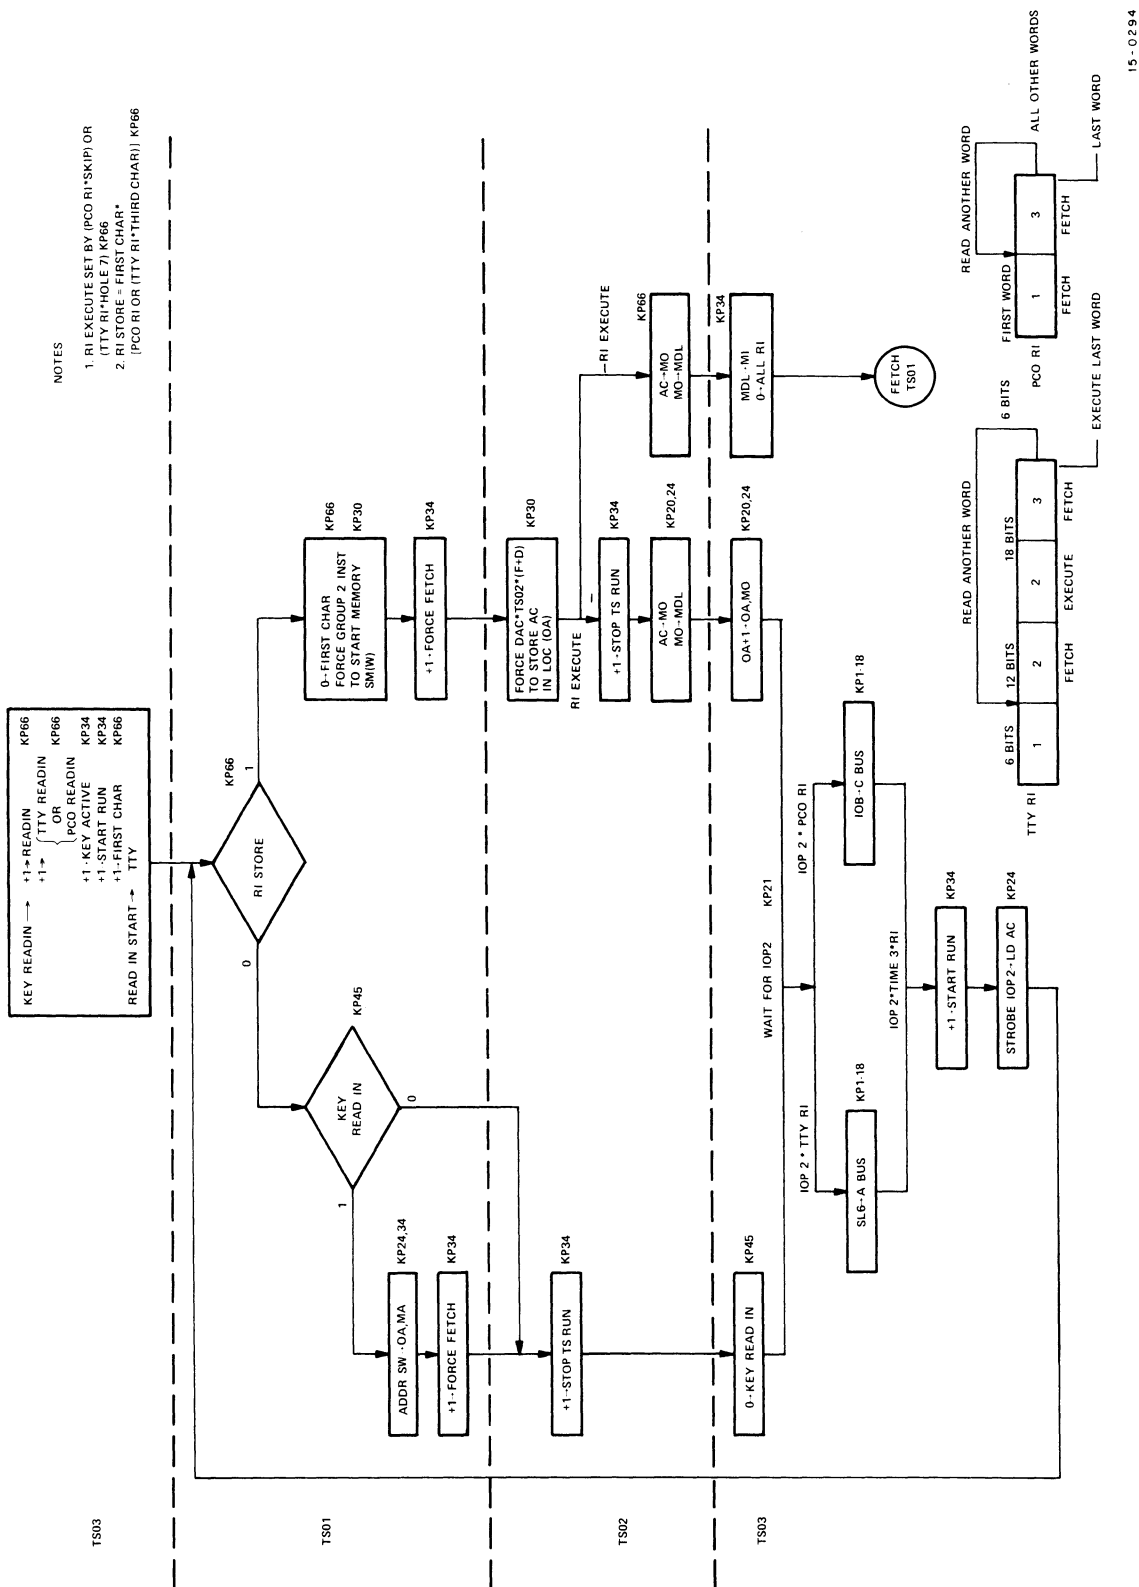 NOTES
1. RI EXECUTE SET BY (PCO RI*SKIP) OR
(TTY RI*HOLE 7) KP66
2. RI STORE = FIRST CHAR*
[PCO RI OR (TTY RI*THIRD CHAR)] KP66
TS03
KEY READIN → +1→READIN KP66
+1→ {TTY READIN KP66
OR
PCO READIN
+1→KEY ACTIVE KP34
+1→START RUN KP34
+1→FIRST CHAR KP66
READ IN START → TTY
TS01
RI STORE
KP66
0
1
KEY
READ IN
KP45
1
0
ADDR SW→OA,MA
KP24,34
+1→FORCE FETCH
KP34
0→FIRST CHAR
FORCE GROUP 2 INST
TO START MEMORY
SM(W)
KP66
KP30
+1→FORCE FETCH
KP34
TS02
+1→STOP TS RUN
KP34
FORCE DAC*TS02*(F+D)
TO STORE AC
IN LOC (OA)
KP30
RI EXECUTE
–
–RI EXECUTE
+1→STOP TS RUN
KP34
AC→MO
MO→MDL
KP20,24
AC→MO
MO→MDL
KP66
TS03
0→KEY READ IN
KP45
OA+1→OA,MO
KP20,24
MDL→MI
0→ALL RI
KP34
WAIT FOR IOP2
KP21
FETCH
TS01
IOP 2 * TTY RI
IOP 2 * PCO RI
SL6→A BUS
KP1-18
IOB→C BUS
KP1-18
IOP 2*TIME 3*RI
+1→START RUN
KP34
STROBE IOP2→LD AC
KP24
READ ANOTHER WORD
6 BITS
12 BITS
18 BITS
6 BITS
TTY RI
1
2
2
3
FETCH
EXECUTE
FETCH
EXECUTE LAST WORD
READ ANOTHER WORD
FIRST WORD
ALL OTHER WORDS
PCO RI
1
3
FETCH
FETCH
LAST WORD
15-0294